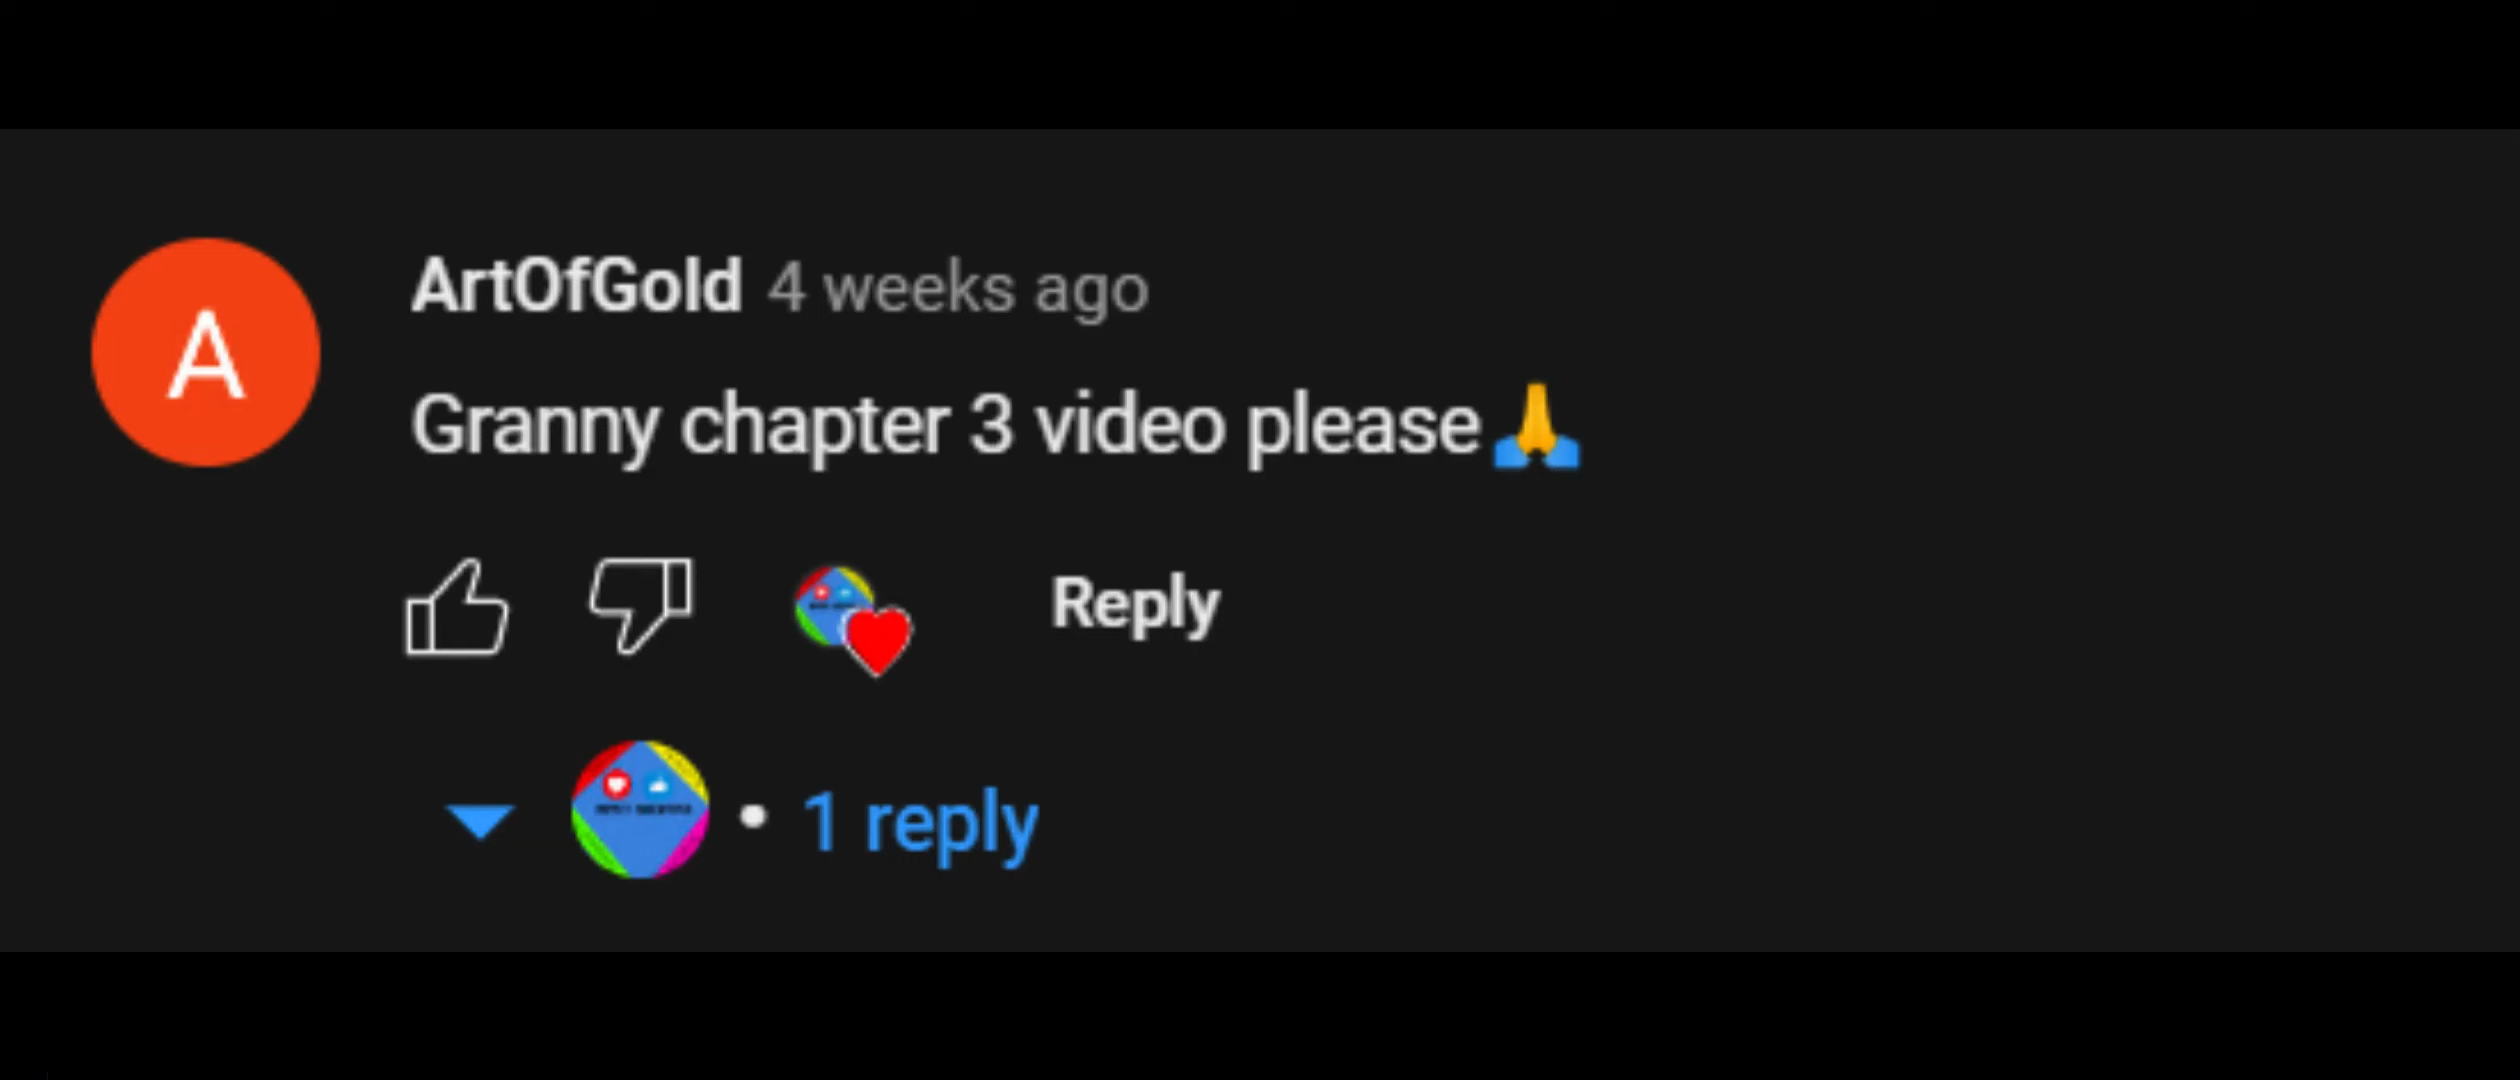 A
ArtOfGold 4 weeks ago
Granny chapter 3 video please🙏
Reply
• 1 reply